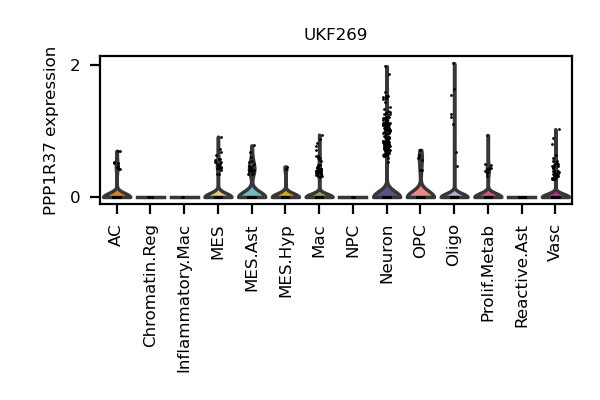 UKF269
PPP1R37 expression
2
0
AC
Chromatin.Reg
Inflammatory.Mac
MES
MES.Ast
MES.Hyp
Mac
NPC
Neuron
OPC
Oligo
Prolif.Metab
Reactive.Ast
Vasc